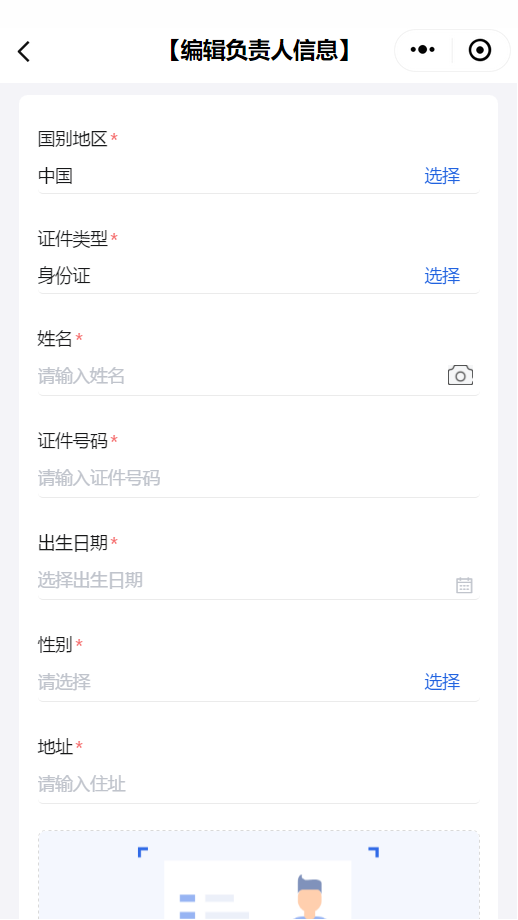 【编辑负责人信息】
国别地区*
中国 选择
证件类型*
身份证 选择
姓名*
请输入姓名
证件号码*
请输入证件号码
出生日期*
选择出生日期
性别*
请选择 选择
地址*
请输入住址